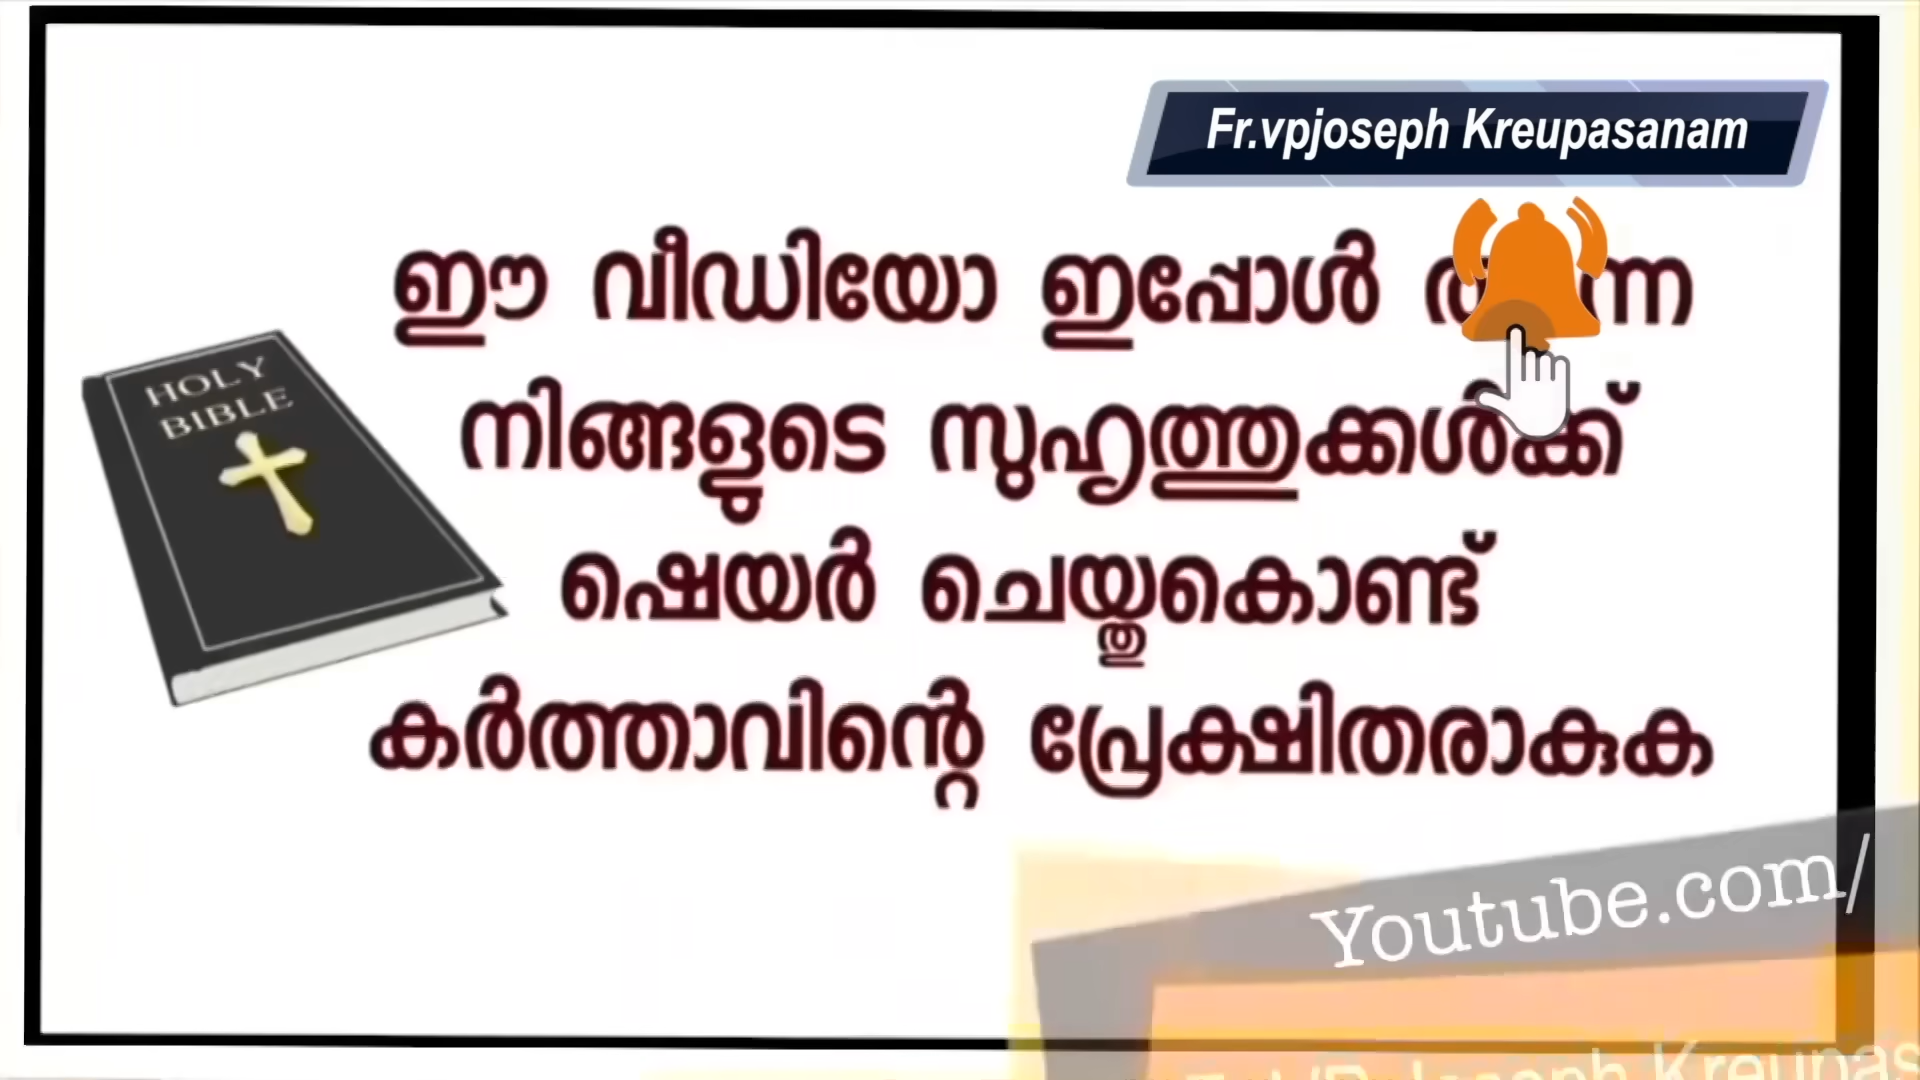 Fr.vpjoseph Kreupasanam
ഈ വീഡിയോ ഇപ്പോൾ
നിങ്ങളുടെ സുഹൃത്തുക്കൾക്ക്
ഷെയർ ചെയ്തുകൊണ്ട്
കർത്താവിന്റെ പ്രേക്ഷിതരാകുക
HOLY
BIBLE
Youtube.com/